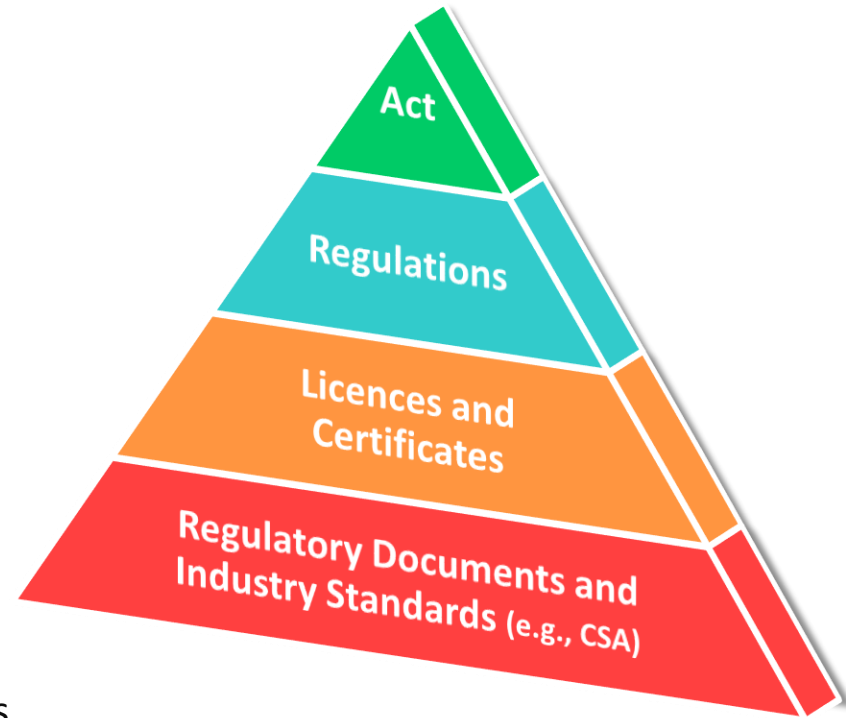 Act
Regulations
Licences and
Certificates
Regulatory Documents and
Industry Standards (e.g., CSA)
s